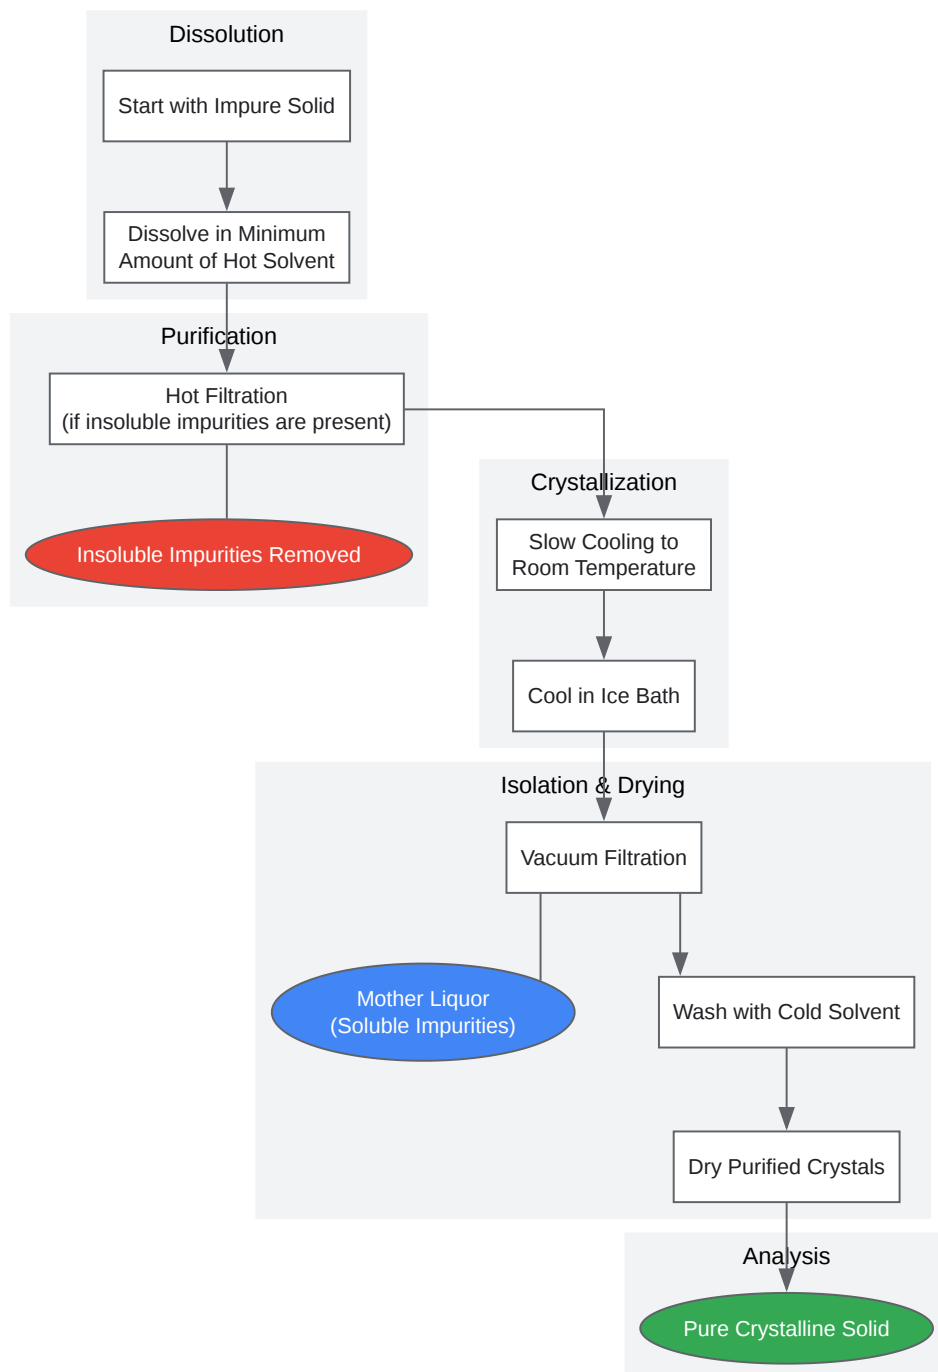 Dissolution
Start with Impure Solid
Dissolve in Minimum
Amount of Hot Solvent
Purification
Hot Filtration
(if insoluble impurities are present)
Insoluble Impurities Removed
Crystallization
Slow Cooling to
Room Temperature
Cool in Ice Bath
Isolation & Drying
Vacuum Filtration
Mother Liquor
(Soluble Impurities)
Wash with Cold Solvent
Dry Purified Crystals
Analysis
Pure Crystalline Solid